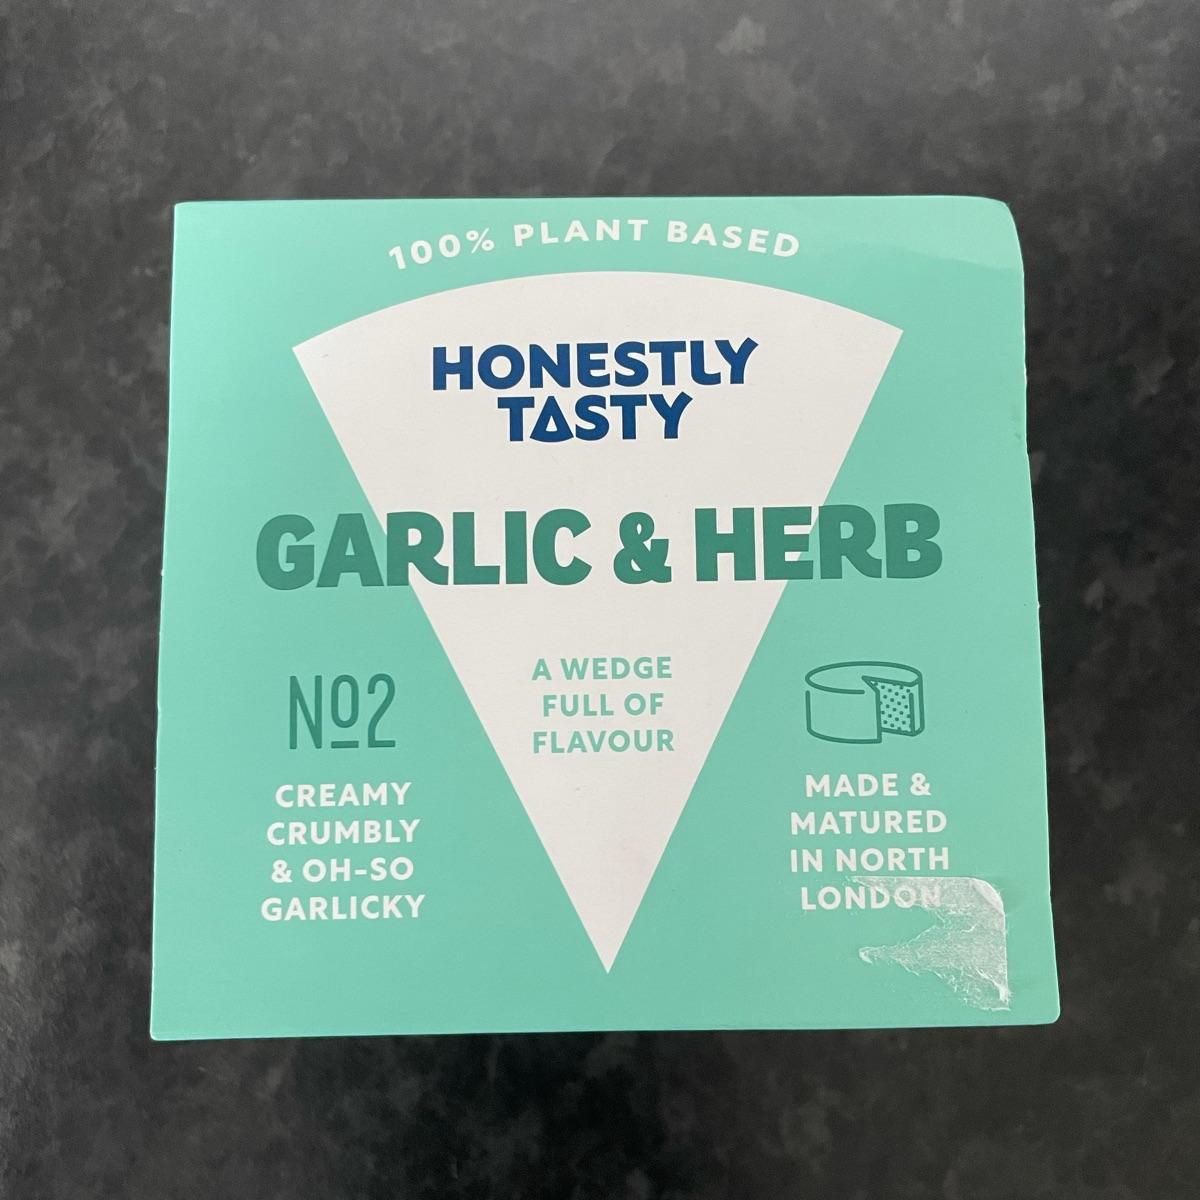 100% PLANT BASED
HONESTLY
TASTY
GARLIC & HERB
A WEDGE
FULL OF
FLAVOUR
Nº2
CREAMY
CRUMBLY
& OH-SO
GARLICKY
MADE &
MATURED
IN NORTH
LONDON